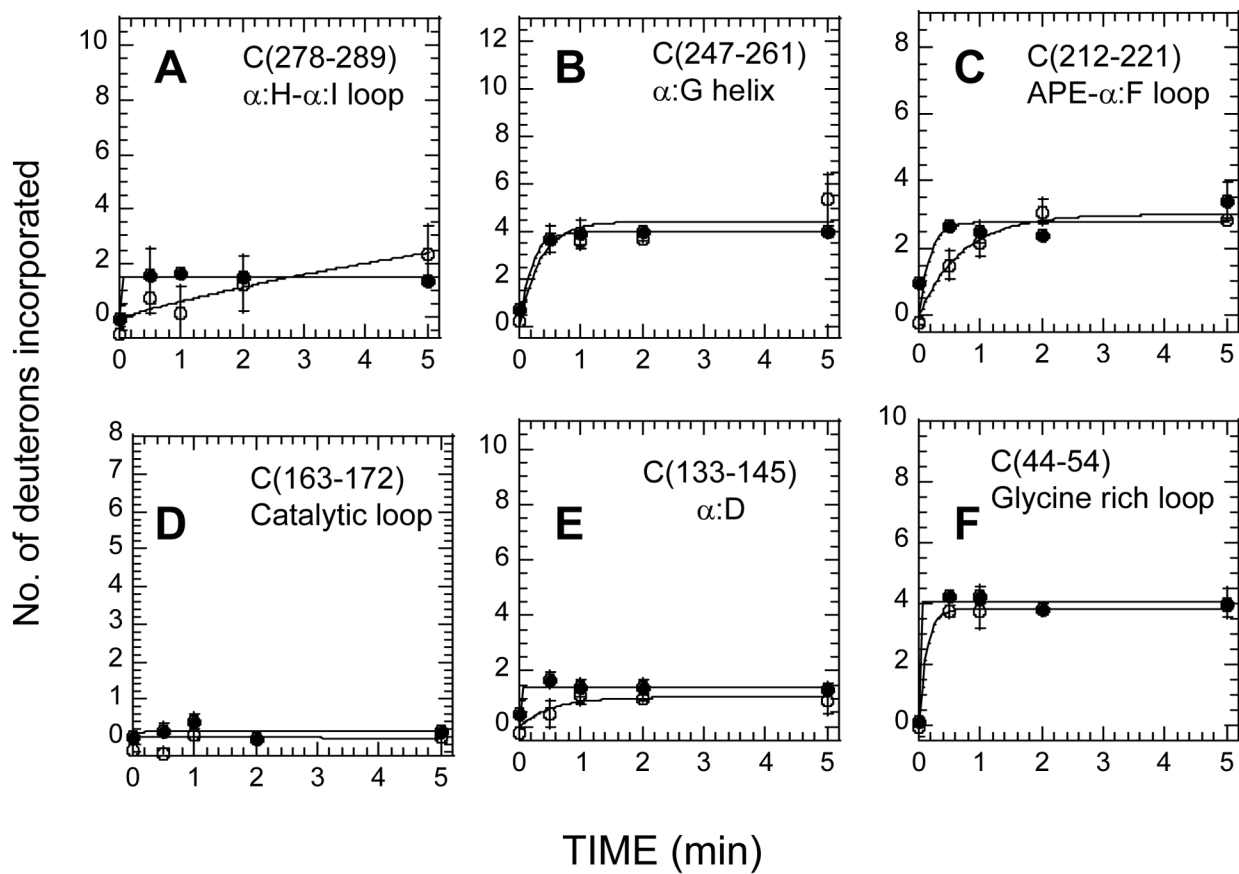 No. of deuterons incorporated
A
C(278-289)
α:H-α:I loop
10
8
6
4
2
0
0 1 2 3 4 5
B
C(247-261)
α:G helix
12
10
8
6
4
2
0
0 1 2 3 4 5
C
C(212-221)
APE-α:F loop
8
6
4
2
0
0 1 2 3 4 5
D
C(163-172)
Catalytic loop
8
7
6
5
4
3
2
1
0
0 1 2 3 4 5
E
C(133-145)
α:D
10
8
6
4
2
0
0 1 2 3 4 5
F
C(44-54)
Glycine rich loop
10
8
6
4
2
0
0 1 2 3 4 5
TIME (min)